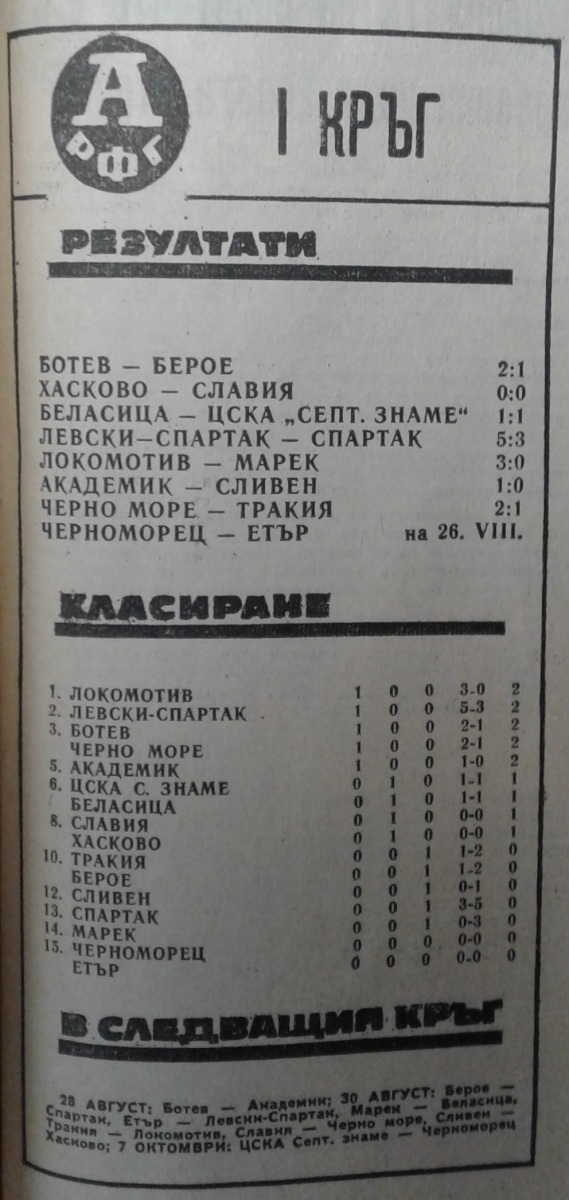 А
РФГ
I КРЪГ
РЕЗУЛТАТИ
БОТЕВ — БЕРОЕ 2:1
ХАСКОВО — СЛАВИЯ 0:0
БЕЛАСИЦА — ЦСКА „СЕПТ. ЗНАМЕ“ 1:1
ЛЕВСКИ—СПАРТАК — СПАРТАК 5:3
ЛОКОМОТИВ — МАРЕК 3:0
АКАДЕМИК — СЛИВЕН 1:0
ЧЕРНО МОРЕ — ТРАКИЯ 2:1
ЧЕРНОМОРЕЦ — ЕТЪР на 26. VIII.
КЛАСИРАНЕ
1. ЛОКОМОТИВ 1 0 0 3-0 2
2. ЛЕВСКИ-СПАРТАК 1 0 0 5-3 2
3. БОТЕВ 1 0 0 2-1 2
ЧЕРНО МОРЕ 1 0 0 2-1 2
5. АКАДЕМИК 1 0 0 1-0 2
6. ЦСКА С. ЗНАМЕ 0 1 0 1-1 1
БЕЛАСИЦА 0 1 0 1-1 1
8. СЛАВИЯ 0 1 0 0-0 1
ХАСКОВО 0 1 0 0-0 1
10. ТРАКИЯ 0 0 1 1-2 0
БЕРОЕ 0 0 1 1-2 0
12. СЛИВЕН 0 0 1 0-1 0
13. СПАРТАК 0 0 1 3-5 0
14. МАРЕК 0 0 1 0-3 0
15. ЧЕРНОМОРЕЦ 0 0 0 0-0 0
ЕТЪР 0 0 0 0-0 0
В СЛЕДВАЩИЯ КРЪГ
28 АВГУСТ: Ботев — Академик; 30 АВГУСТ: Берое —
Спартак, Етър — Левски-Спартак, Марек — Беласица,
Тракия — Локомотив, Славия — Черно море, Сливен —
Хасково; 7 ОКТОМВРИ: ЦСКА Септ. знаме — Черноморец